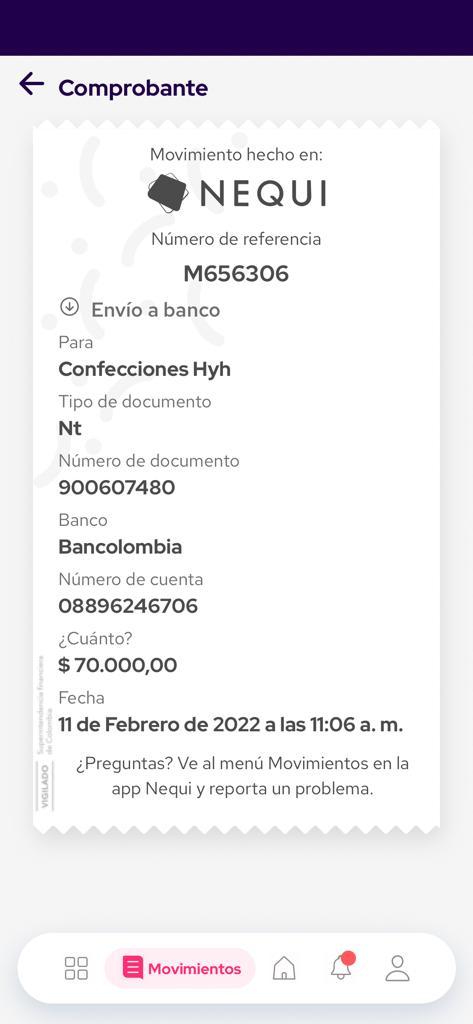 Comprobante
Movimiento hecho en:
NEQUI
Número de referencia
M656306
Envío a banco
Para
Confecciones Hyh
Tipo de documento
Nt
Número de documento
900607480
Banco
Bancolombia
Número de cuenta
08896246706
¿Cuánto?
$ 70.000,00
Fecha
11 de Febrero de 2022 a las 11:06 a. m.
¿Preguntas? Ve al menú Movimientos en la
app Nequi y reporta un problema.
VIGILADO
Superintendencia financiera
de Colombia
Movimientos